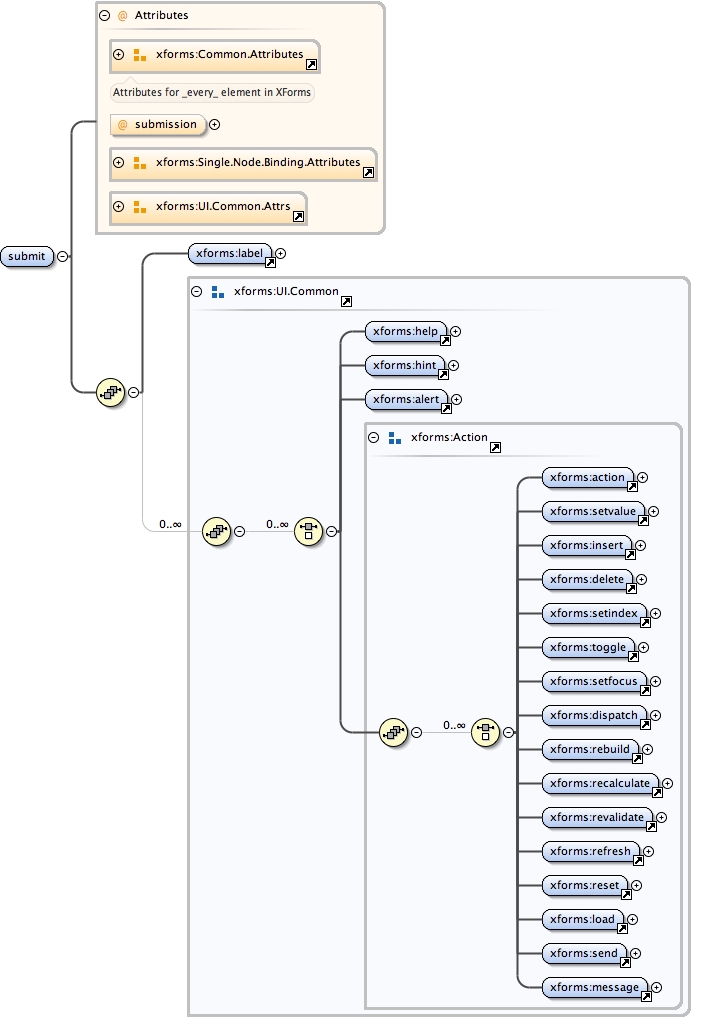 @ Attributes
xforms:Common.Attributes
Attributes for _every_ element in XForms
@ submission
xforms:Single.Node.Binding.Attributes
xforms:UI.Common.Attrs
submit
xforms:label
xforms:UI.Common
xforms:help
xforms:hint
xforms:alert
xforms:Action
xforms:action
xforms:setvalue
0..∞
0..∞
xforms:insert
xforms:delete
xforms:setindex
xforms:toggle
xforms:setfocus
xforms:dispatch
0..∞
xforms:rebuild
xforms:recalculate
xforms:revalidate
xforms:refresh
xforms:reset
xforms:load
xforms:send
xforms:message